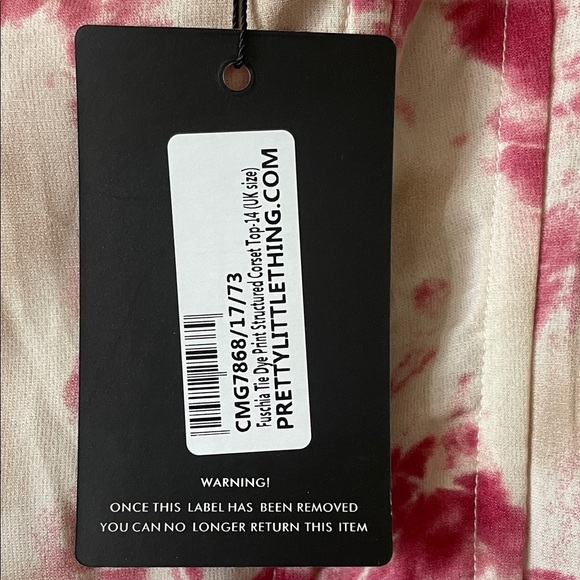 CMG7868/17/73
Fuschia Tie Dye Print Structured Corset Top-14 (UK size)
PRETTYLITTLETHING.COM
WARNING!
ONCE THIS LABEL HAS BEEN REMOVED
YOU CAN NO LONGER RETURN THIS ITEM